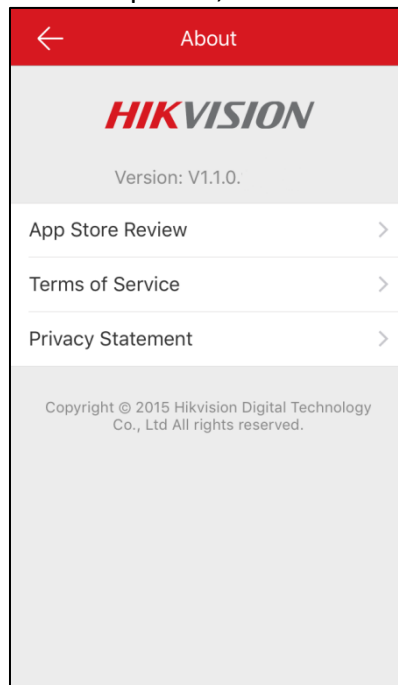 About
HIKVISION
Version: V1.1.0.
App Store Review
Terms of Service
Privacy Statement
Copyright © 2015 Hikvision Digital Technology
Co., Ltd All rights reserved.